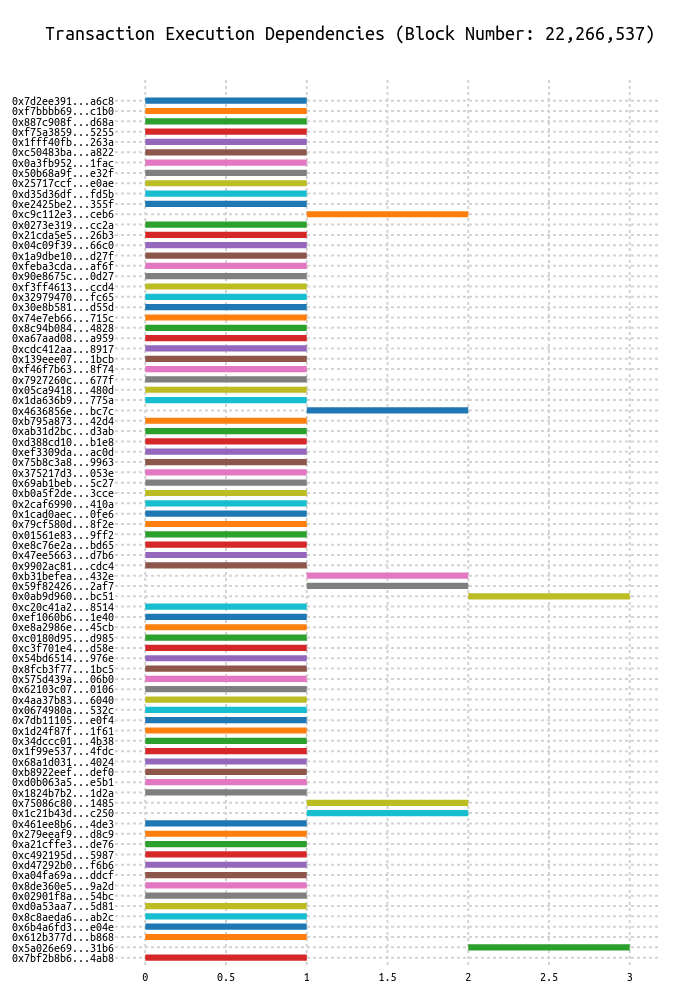 Transaction Execution Dependencies (Block Number: 22,266,537)
0x7d2ee391...a6c8
0xf7bbbb69...c1b0
0x887c908f...d68a
0xf75a3859...5255
0x1fff40fb...263a
0xc50483ba...a822
0x0a3fb952...1fac
0x50b68a9f...e32f
0x25717ccf...e0ae
0xd35d36df...fd5b
0xe2425be2...355f
0xc9c112e3...ceb6
0x0273e319...cc2a
0x21cda5e5...26b3
0x04c09f39...66c0
0x1a9dbe10...d27f
0xfeba3cda...af6f
0x90e8675c...0d27
0xf3ff4613...ccd4
0x32979470...fc65
0x30e8b581...d55d
0x74e7eb66...715c
0x8c94b084...4828
0xa67aad08...a959
0xcdc412aa...8917
0x139eee07...1bcb
0xf46f7b63...8f74
0x7927260c...677f
0x05ca9418...480d
0x1da636b9...775a
0x4636856e...bc7c
0xb795a873...42d4
0xab31d2bc...d3ab
0xd388cd10...b1e8
0xef3309da...ac0d
0x75b8c3a8...9963
0x375217d3...053e
0x69ab1beb...5c27
0xb0a5f2de...3cce
0x2caf6990...410a
0x1cad0aec...0fe6
0x79cf580d...8f2e
0x01561e83...9ff2
0xe8c76e2a...bd65
0x47ee5663...d7b6
0x9902ac81...cdc4
0xb31befea...432e
0x59f82426...2af7
0x0ab9d960...bc51
0xc20c41a2...8514
0xef1060b6...1e40
0xe8a2986e...45cb
0xc0180d95...d985
0xc3f701e4...d58e
0x54bd6514...976e
0x8fcb3f77...1bc5
0x575d439a...06b0
0x62103c07...0106
0x4aa37b83...6040
0x0674980a...532c
0x7db11105...e0f4
0x1d24f87f...1f61
0x34dccc01...4b38
0x1f99e537...4fdc
0x68a1d031...4024
0xb8922eef...def0
0xd0b063a5...e5b1
0x1824b7b2...1d2a
0x75086c80...1485
0x1c21b43d...c250
0x461ee8b6...4de3
0x279eeaf9...d8c9
0xa21cffe3...de76
0xc492195d...5987
0xd47292b0...f6b6
0xa04fa69a...ddcf
0x8de360e5...9a2d
0x02901f8a...54bc
0xd0a53aa7...5d81
0x8c8aeda6...ab2c
0x6b4a6fd3...e04e
0x612b377d...b868
0x5a026e69...31b6
0x7bf2b8b6...4ab8
0 0.5 1 1.5 2 2.5 3